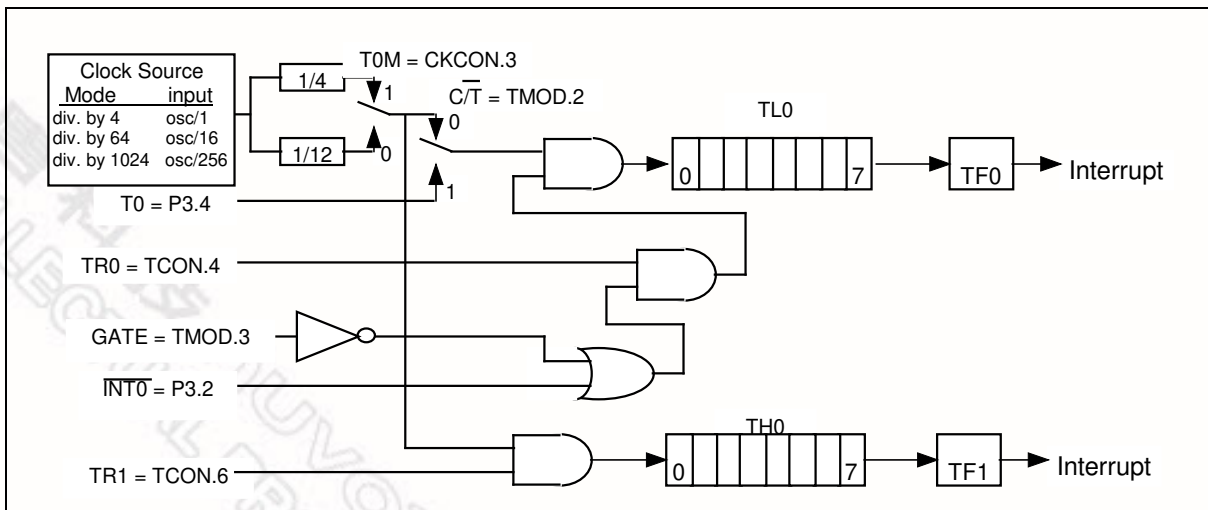 Clock Source
Mode input
div. by 4 osc/1
div. by 64 osc/16
div. by 1024 osc/256
1/4
1/12
T0M = CKCON.3
1
0
C/T = TMOD.2
0
1
T0 = P3.4
TL0
0 7
TF0
Interrupt
TR0 = TCON.4
GATE = TMOD.3
INT0 = P3.2
TR1 = TCON.6
TH0
0 7
TF1
Interrupt